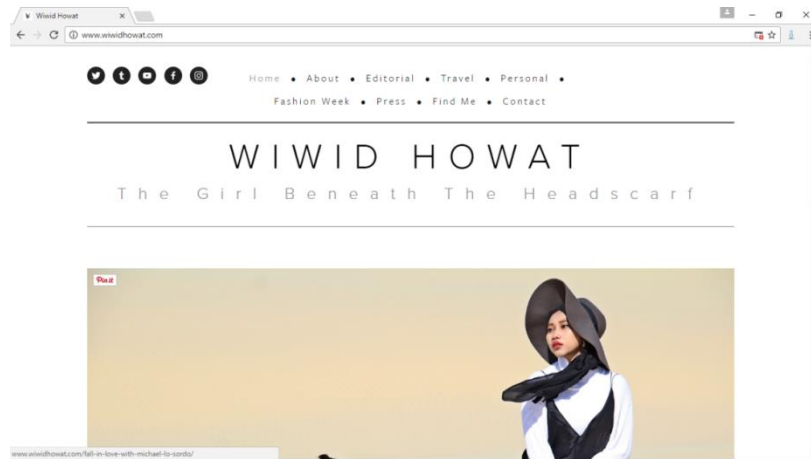 Wiwid Howat
www.wiwidhowat.com
Home • About • Editorial • Travel • Personal •
Fashion Week • Press • Find Me • Contact
WIWID HOWAT
The Girl Beneath The Headscarf
Pin it
www.wiwidhowat.com/fall-in-love-with-michael-lo-sordo/